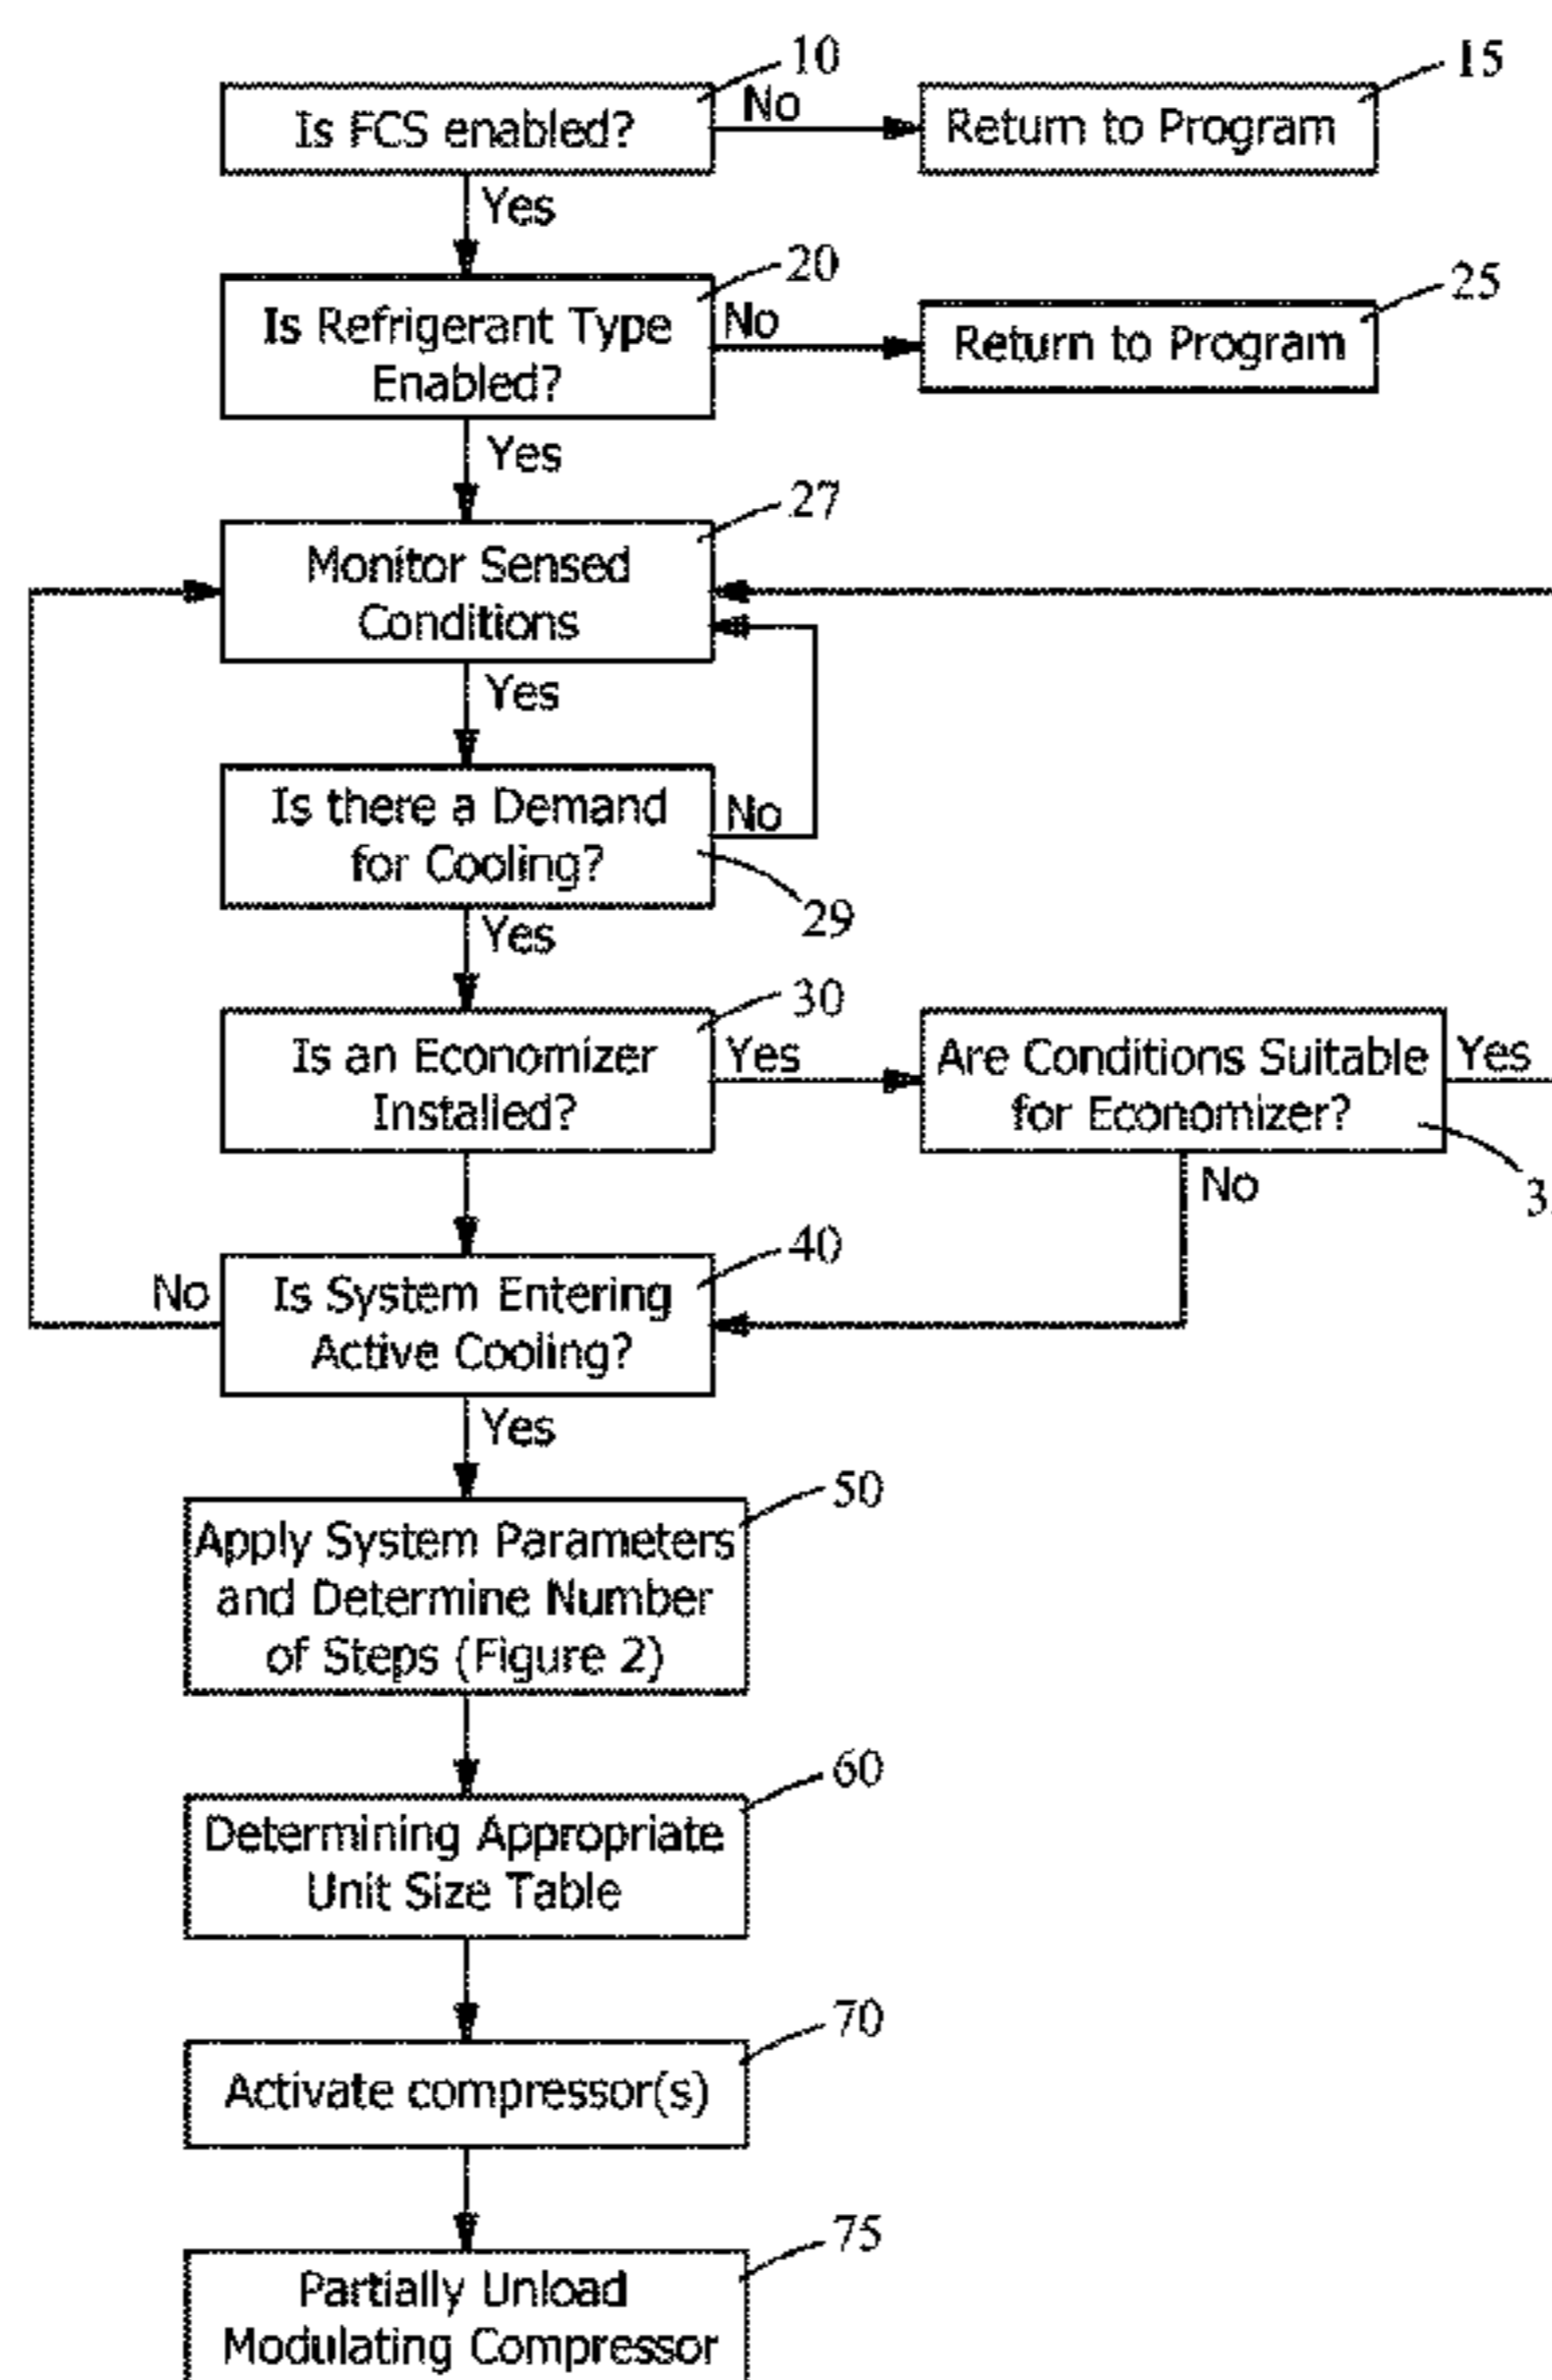 10
15
Is FCS enabled?
No
Return to Program
Yes
20
25
Is Refrigerant Type
Enabled?
No
Return to Program
Yes
27
Monitor Sensed
Conditions
Yes
Is there a Demand
for Cooling?
No
29
Yes
30
Is an Economizer
Installed?
Yes
Are Conditions Suitable
for Economizer?
Yes
No
40
No
Is System Entering
Active Cooling?
Yes
50
Apply System Parameters
and Determine Number
of Steps (Figure 2)
60
Determining Appropriate
Unit Size Table
70
Activate compressor(s)
75
Partially Unload
Modulating Compressor